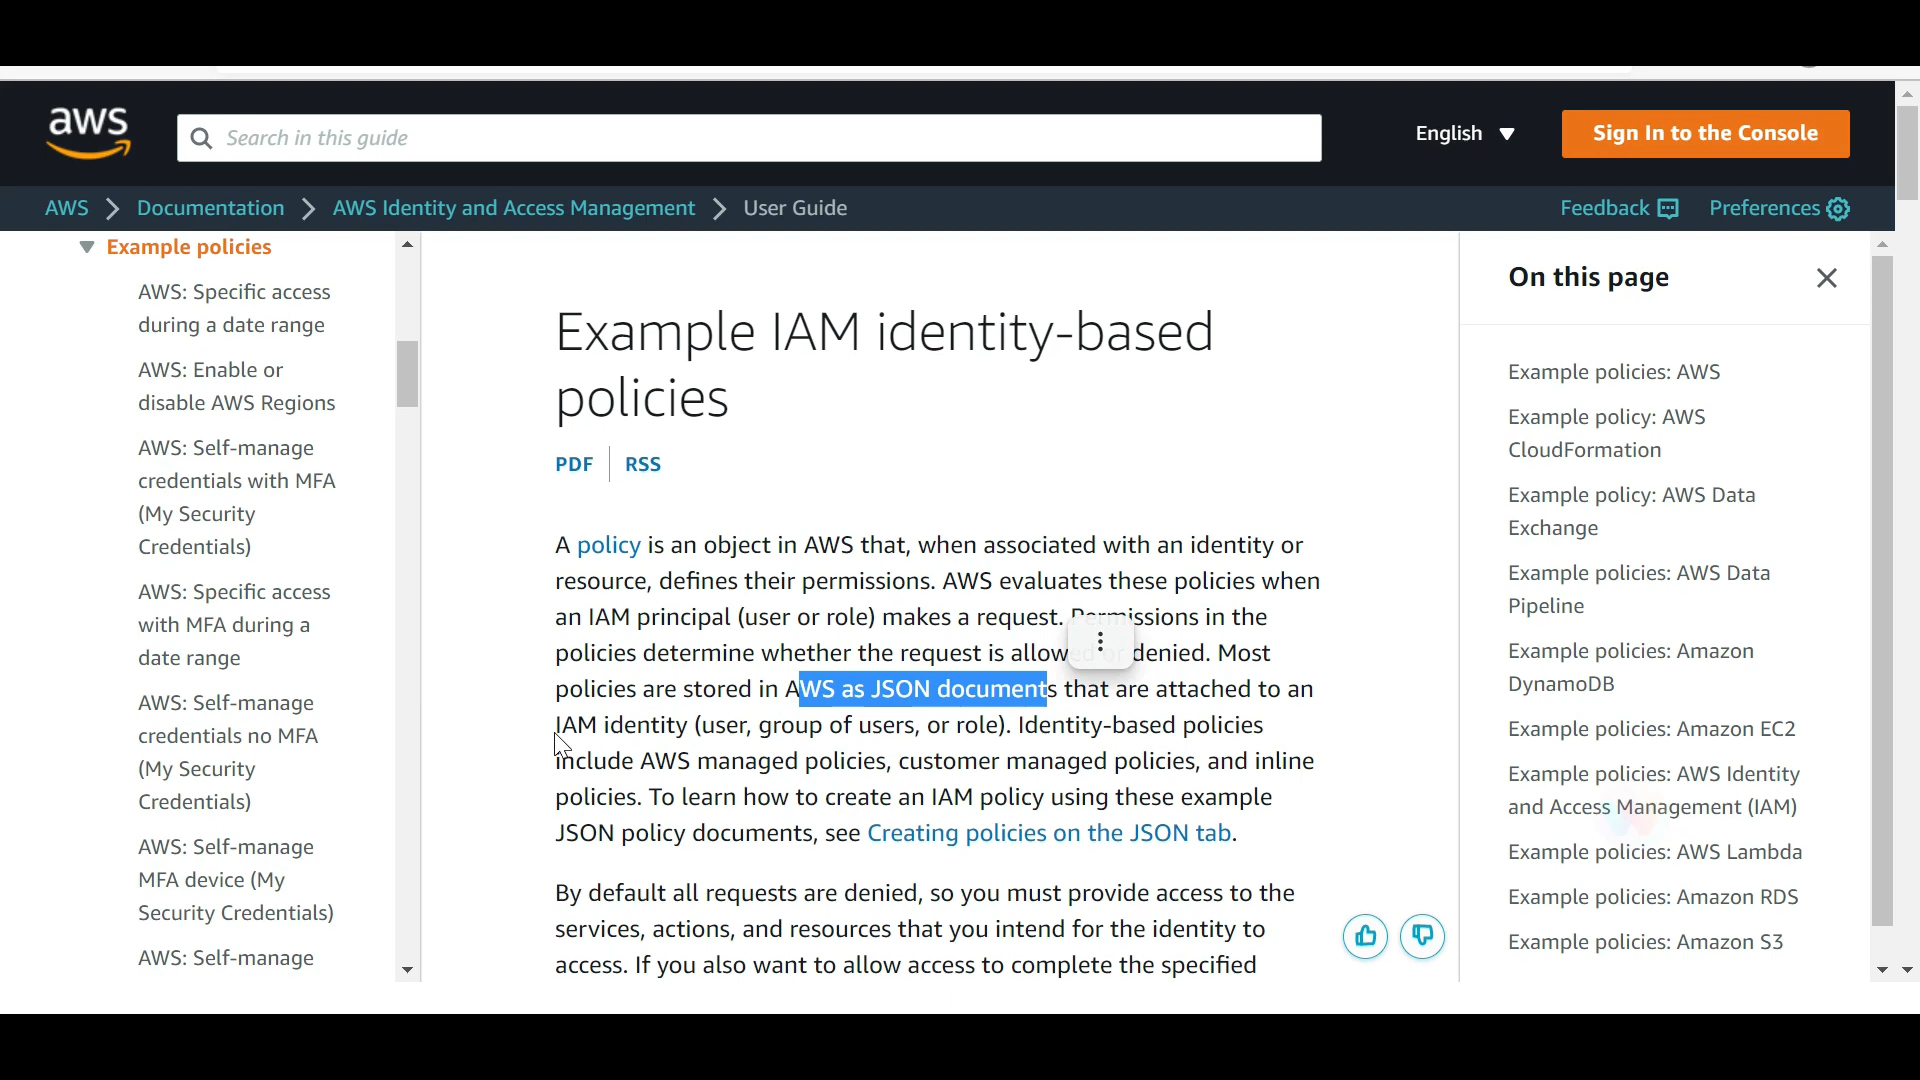 aws
Search in this guide
English
Sign In to the Console
AWS
Documentation
AWS Identity and Access Management
User Guide
Feedback
Preferences
Example policies
AWS: Specific access
during a date range
AWS: Enable or
disable AWS Regions
AWS: Self-manage
credentials with MFA
(My Security
Credentials)
AWS: Specific access
with MFA during a
date range
AWS: Self-manage
credentials no MFA
(My Security
Credentials)
AWS: Self-manage
MFA device (My
Security Credentials)
AWS: Self-manage
Example IAM identity-based
policies
PDF
RSS
A policy is an object in AWS that, when associated with an identity or
resource, defines their permissions. AWS evaluates these policies when
an IAM principal (user or role) makes a request. Permissions in the
policies determine whether the request is allowed or denied. Most
policies are stored in AWS as JSON documents that are attached to an
IAM identity (user, group of users, or role). Identity-based policies
include AWS managed policies, customer managed policies, and inline
policies. To learn how to create an IAM policy using these example
JSON policy documents, see Creating policies on the JSON tab.
By default all requests are denied, so you must provide access to the
services, actions, and resources that you intend for the identity to
access. If you also want to allow access to complete the specified
On this page
Example policies: AWS
Example policy: AWS
CloudFormation
Example policy: AWS Data
Exchange
Example policies: AWS Data
Pipeline
Example policies: Amazon
DynamoDB
Example policies: Amazon EC2
Example policies: AWS Identity
and Access Management (IAM)
Example policies: AWS Lambda
Example policies: Amazon RDS
Example policies: Amazon S3